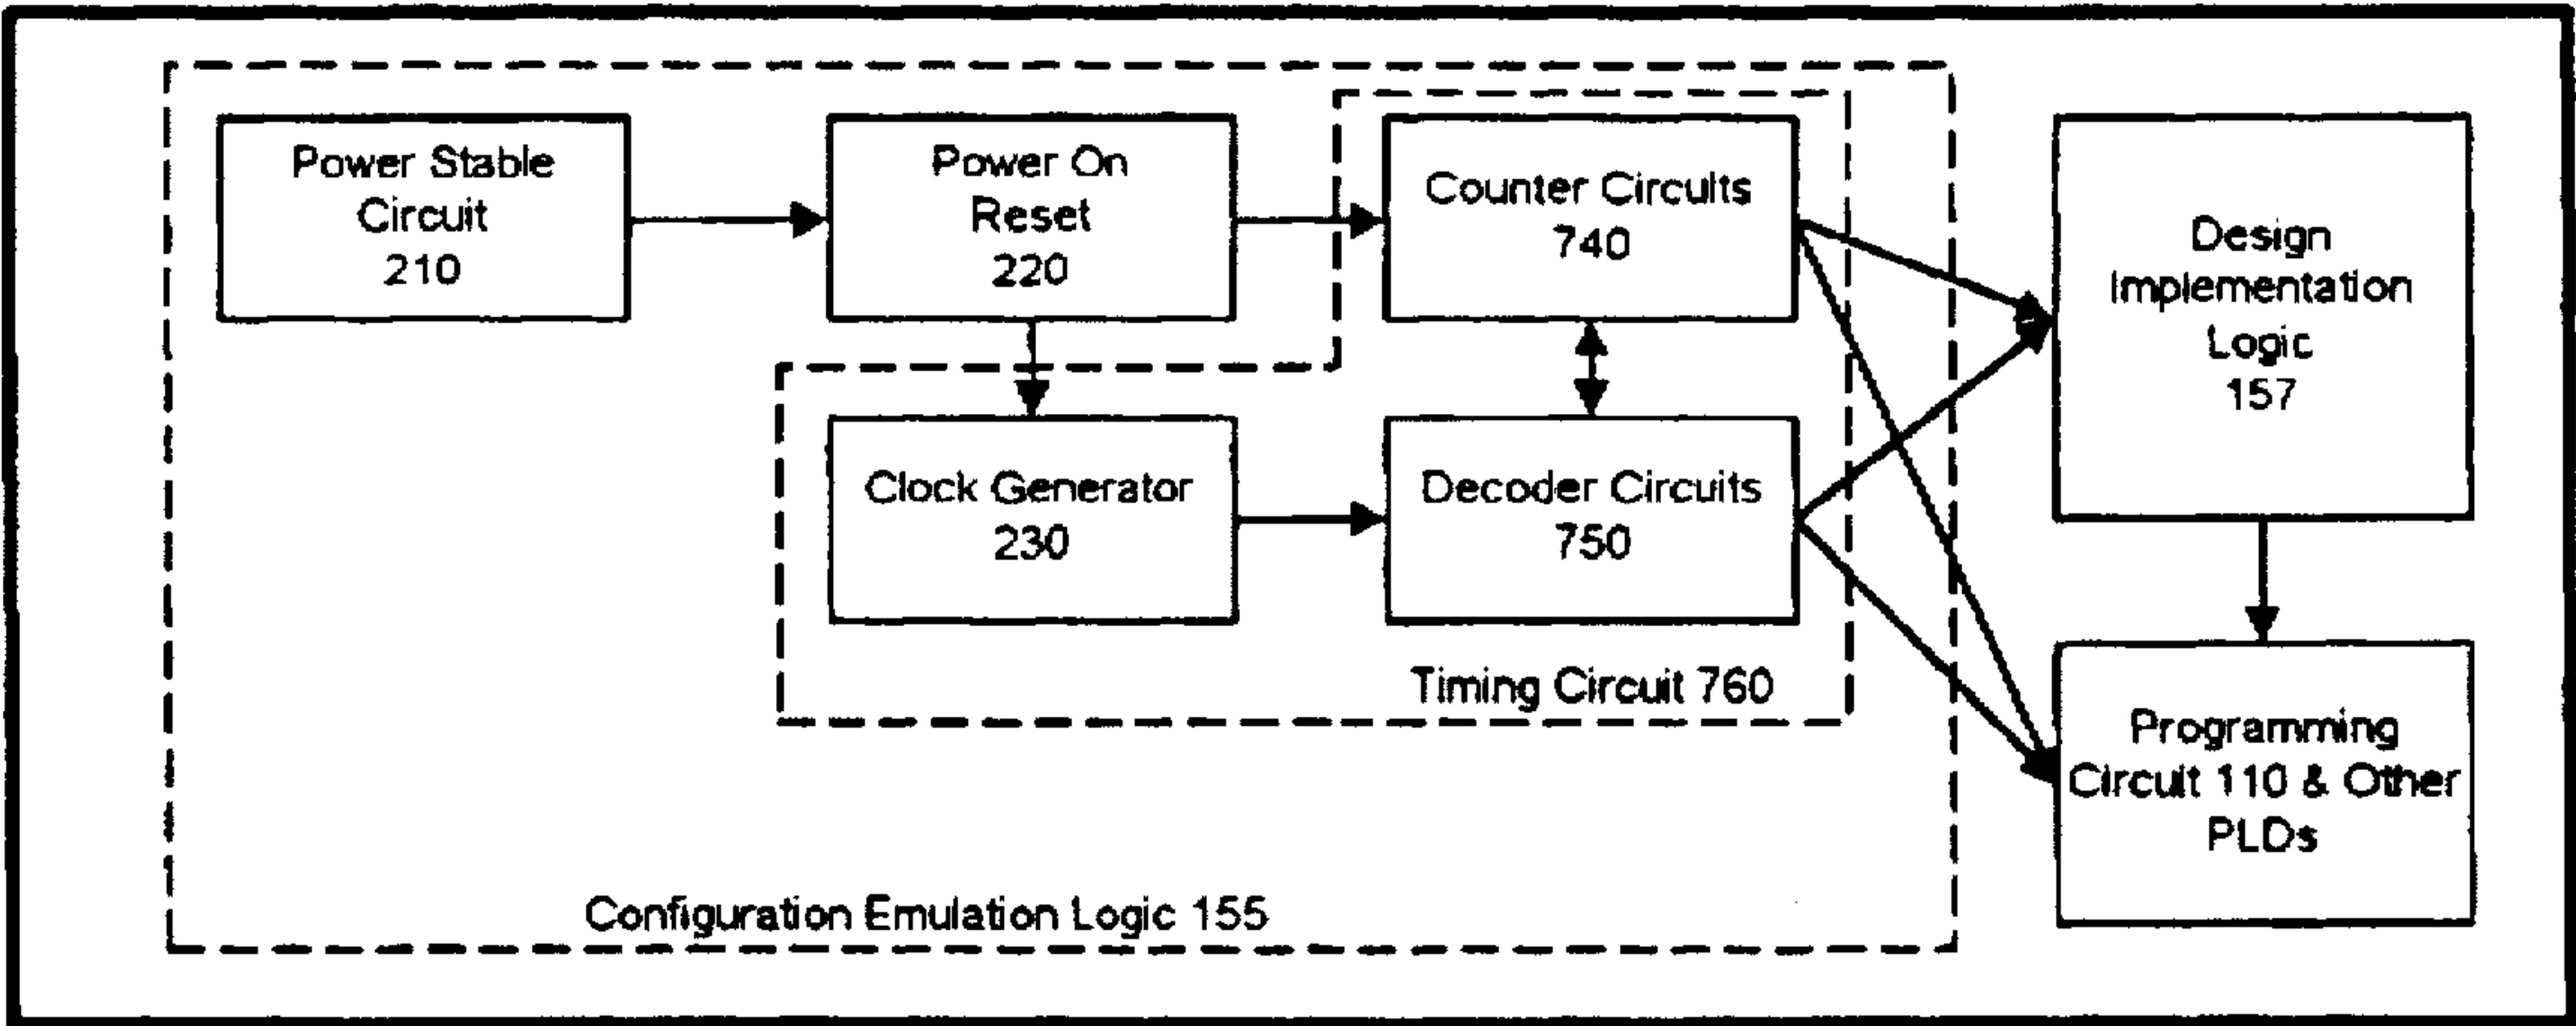 Power Stable
Circuit
210
Power On
Reset
220
Counter Circuits
740
Design
Implementation
Logic
157
Clock Generator
230
Decoder Circuits
750
Timing Circuit 760
Programming
Circuit 110 & Other
PLDs
Configuration Emulation Logic 155